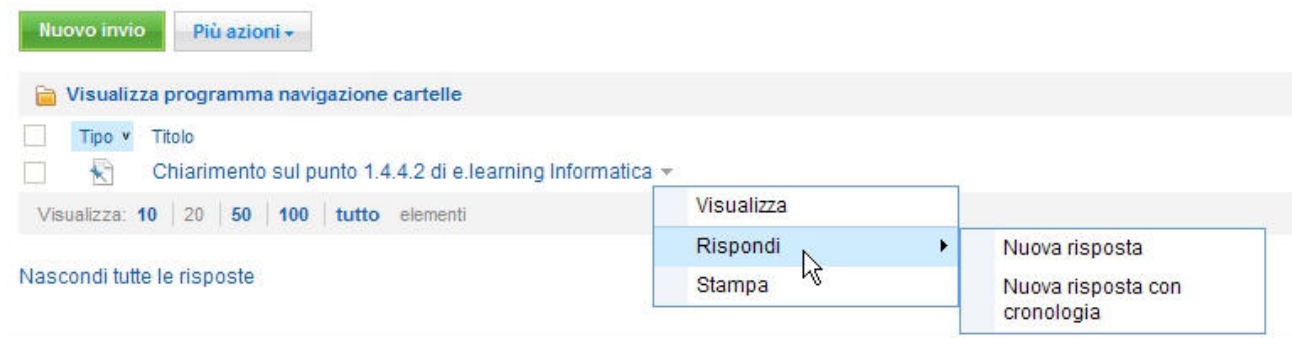 Nuovo invio Più azioni
Visualizza programma navigazione cartelle
Tipo Titolo
Chiarimento sul punto 1.4.4.2 di e.learning Informatica
Visualizza: 10 | 20 | 50 | 100 | tutto elementi
Nascondi tutte le risposte
Visualizza
Rispondi
Stampa
Nuova risposta
Nuova risposta con
cronologia